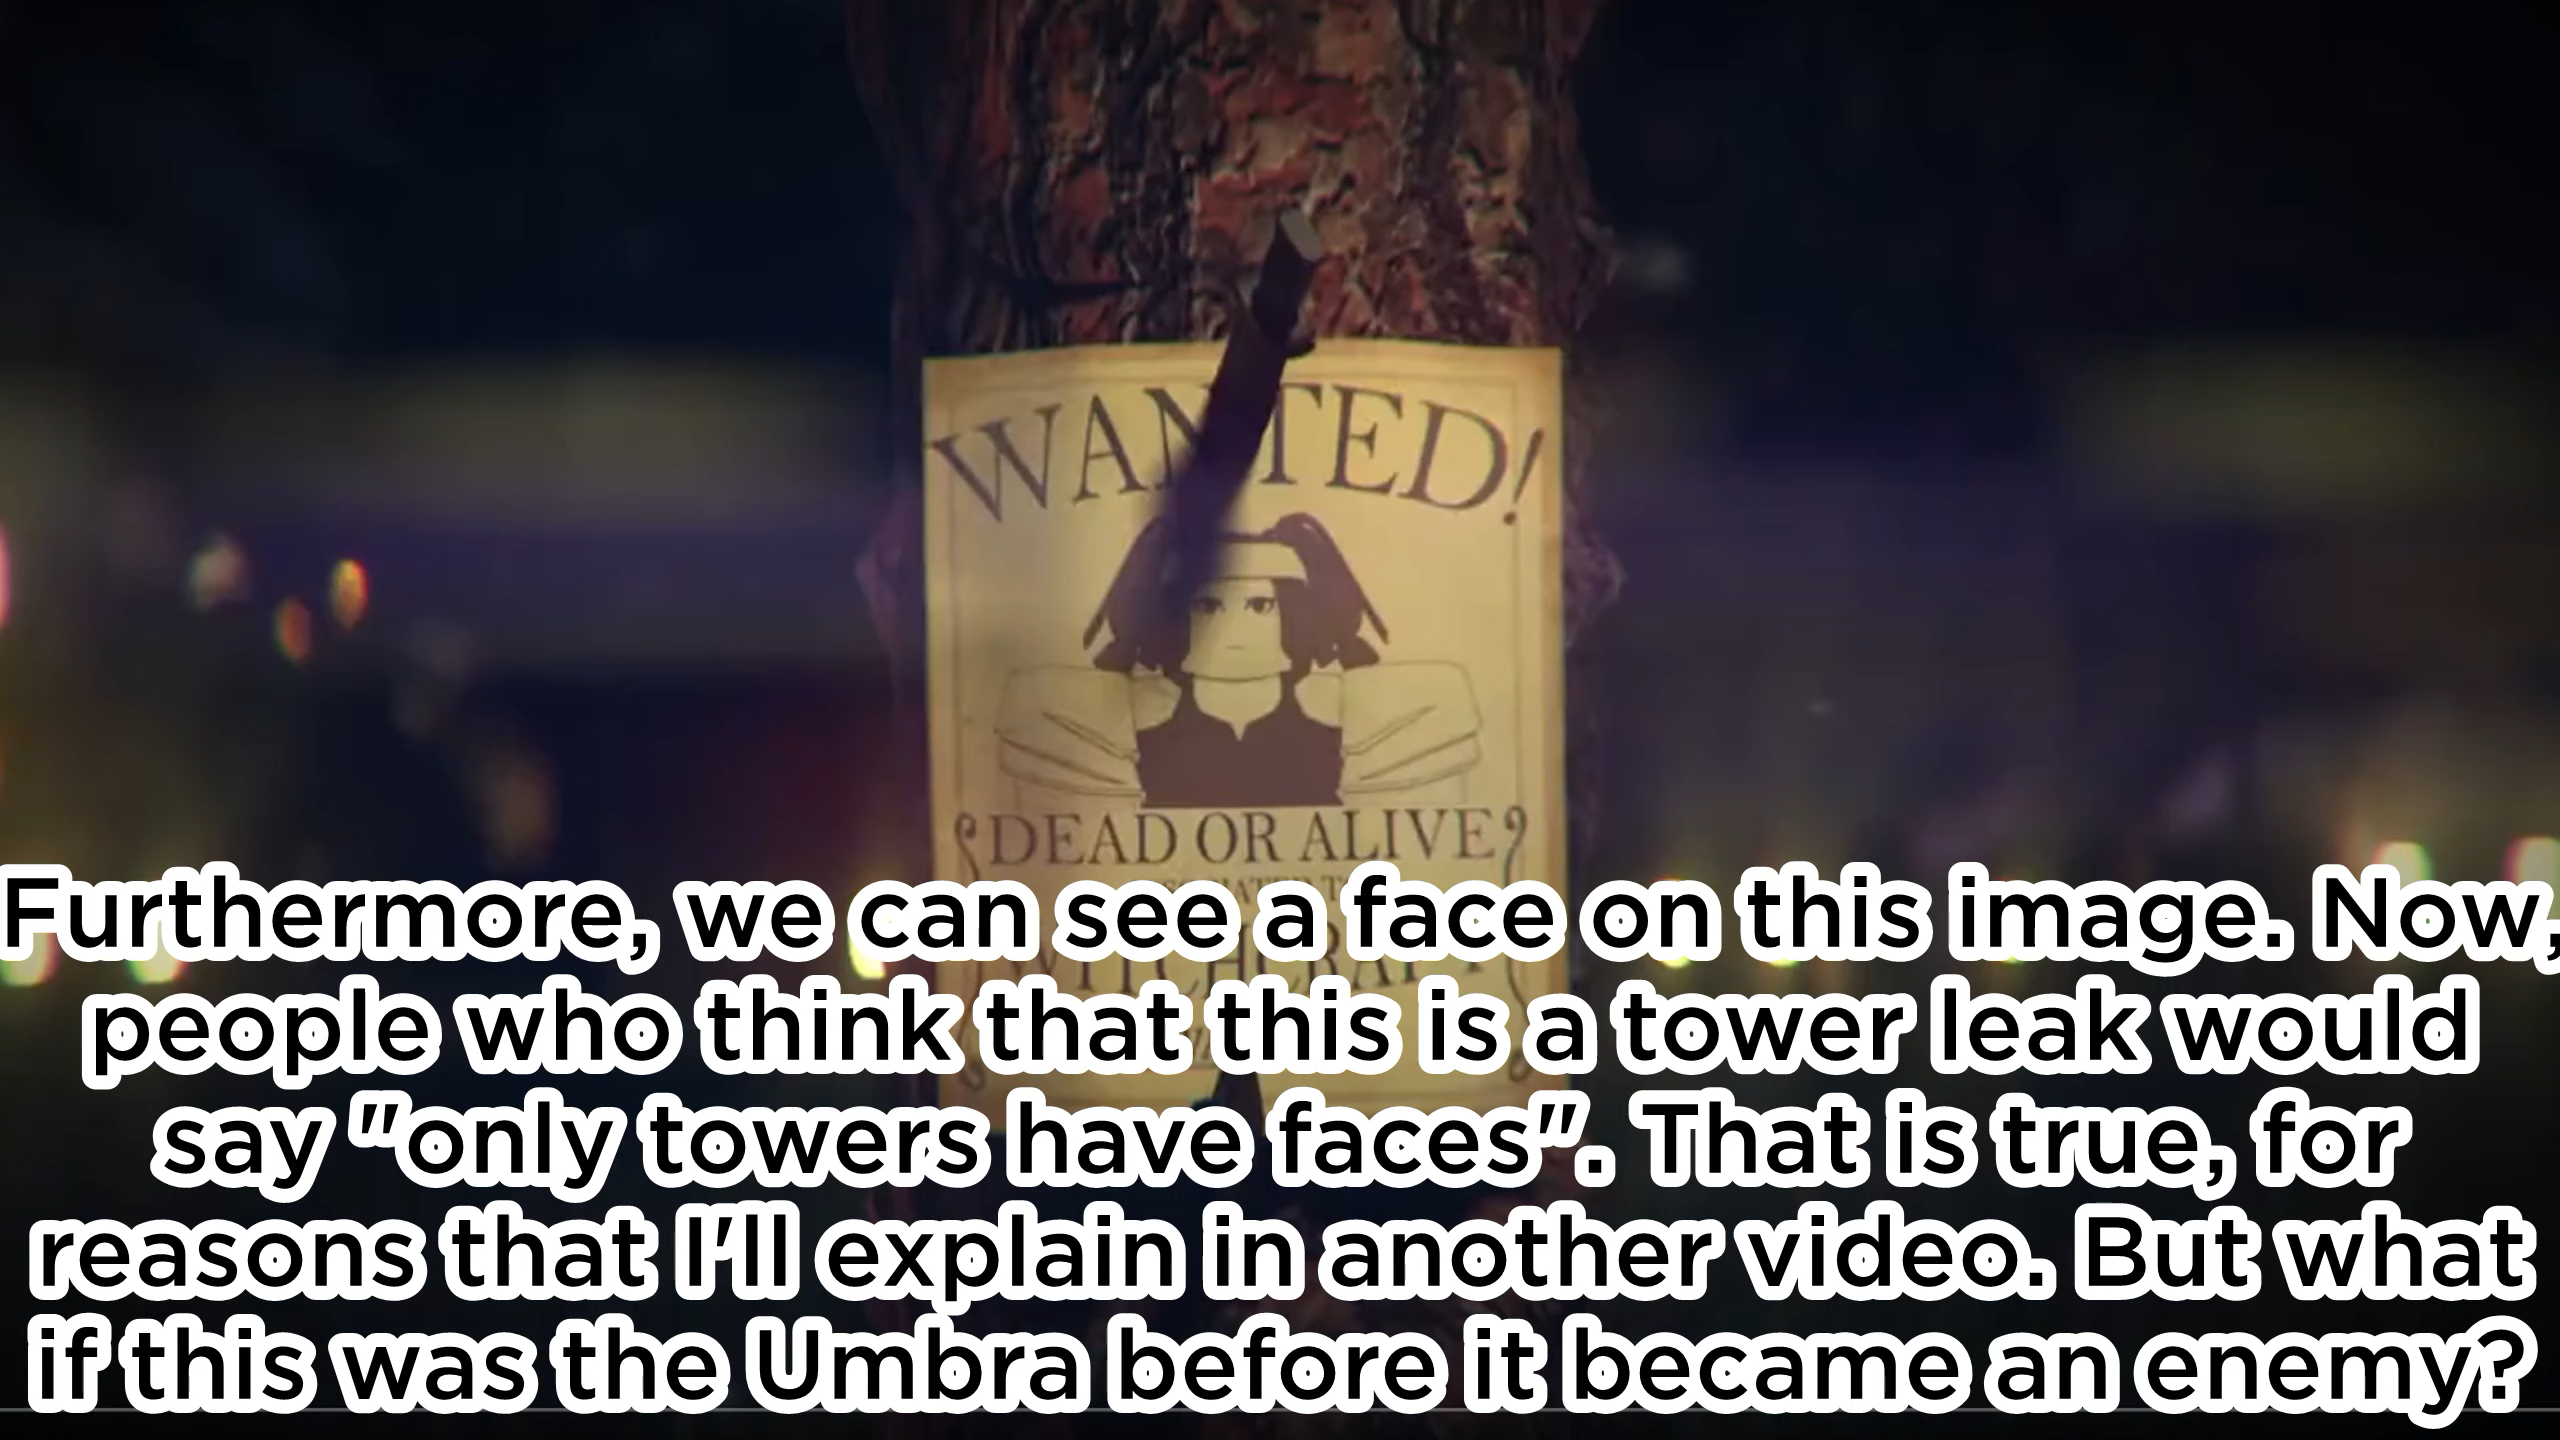 WANTED!
DEAD OR ALIVE
Furthermore, we can see a face on this image. Now,
people who think that this is a tower leak would
say "only towers have faces". That is true, for
reasons that I'll explain in another video. But what
if this was the Umbra before it became an enemy?